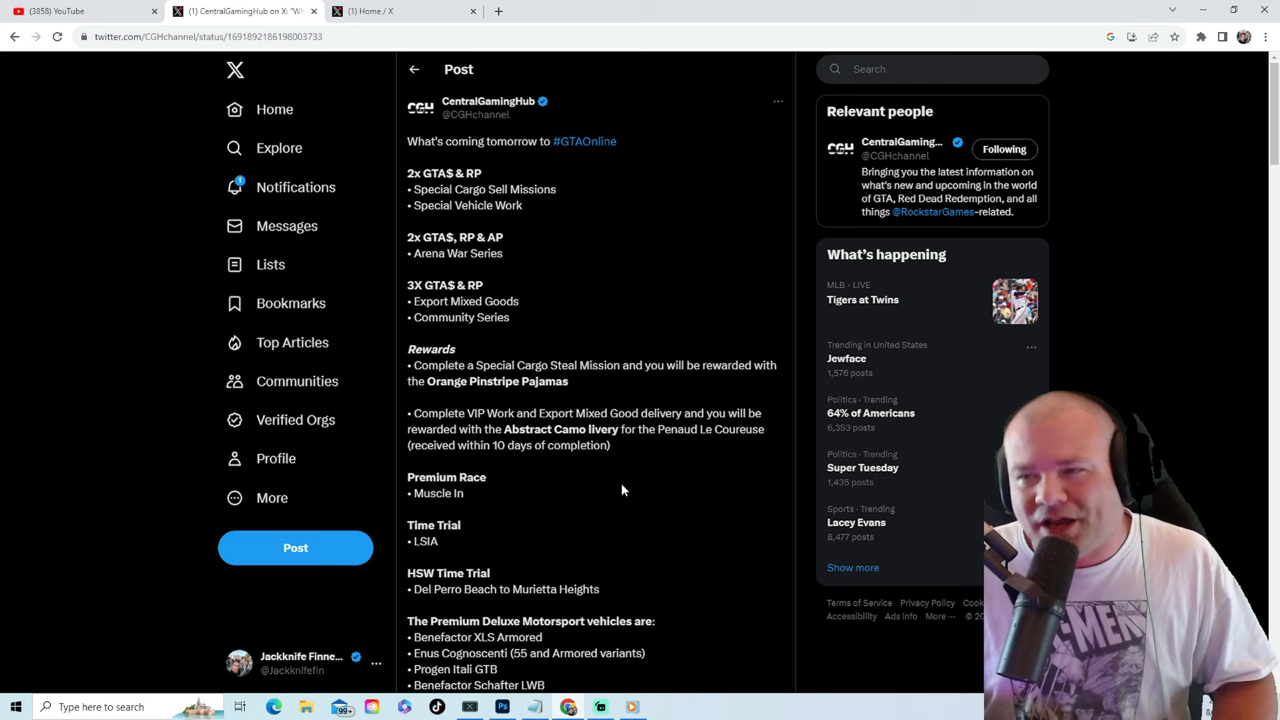 (3858) YouTube
(1) CentralGamingHub on X: "Wh
(1) Home / X
twitter.com/CGHchannel/status/1691892186198003733
Home
Explore
1
Notifications
Messages
Lists
Bookmarks
Top Articles
Communities
Verified Orgs
Profile
More
Post
Jackknife Finne...
@Jackknifefin
Post
CGH
CentralGamingHub
@CGHchannel
What's coming tomorrow to #GTAOnline
2x GTA$ & RP
• Special Cargo Sell Missions
• Special Vehicle Work
2x GTA$, RP & AP
• Arena War Series
3X GTA$ & RP
• Export Mixed Goods
• Community Series
Rewards
• Complete a Special Cargo Steal Mission and you will be rewarded with
the Orange Pinstripe Pajamas
• Complete VIP Work and Export Mixed Good delivery and you will be
rewarded with the Abstract Camo livery for the Penaud Le Coureuse
(received within 10 days of completion)
Premium Race
• Muscle In
Time Trial
• LSIA
HSW Time Trial
• Del Perro Beach to Murietta Heights
The Premium Deluxe Motorsport vehicles are:
• Benefactor XLS Armored
• Enus Cognoscenti (55 and Armored variants)
• Progen Itali GTB
• Benefactor Schafter LWB
Search
Relevant people
CGH
CentralGaming...
@CGHchannel
Following
Bringing you the latest information on
what's new and upcoming in the world
of GTA, Red Dead Redemption, and all
things @RockstarGames-related.
What's happening
MLB · LIVE
Tigers at Twins
Trending in United States
Jewface
1,576 posts
Politics · Trending
64% of Americans
6,353 posts
Politics · Trending
Super Tuesday
1,435 posts
Sports · Trending
Lacey Evans
8,477 posts
Show more
Terms of Service Privacy Policy
Accessibility Ads info More ···
Type here to search
99+